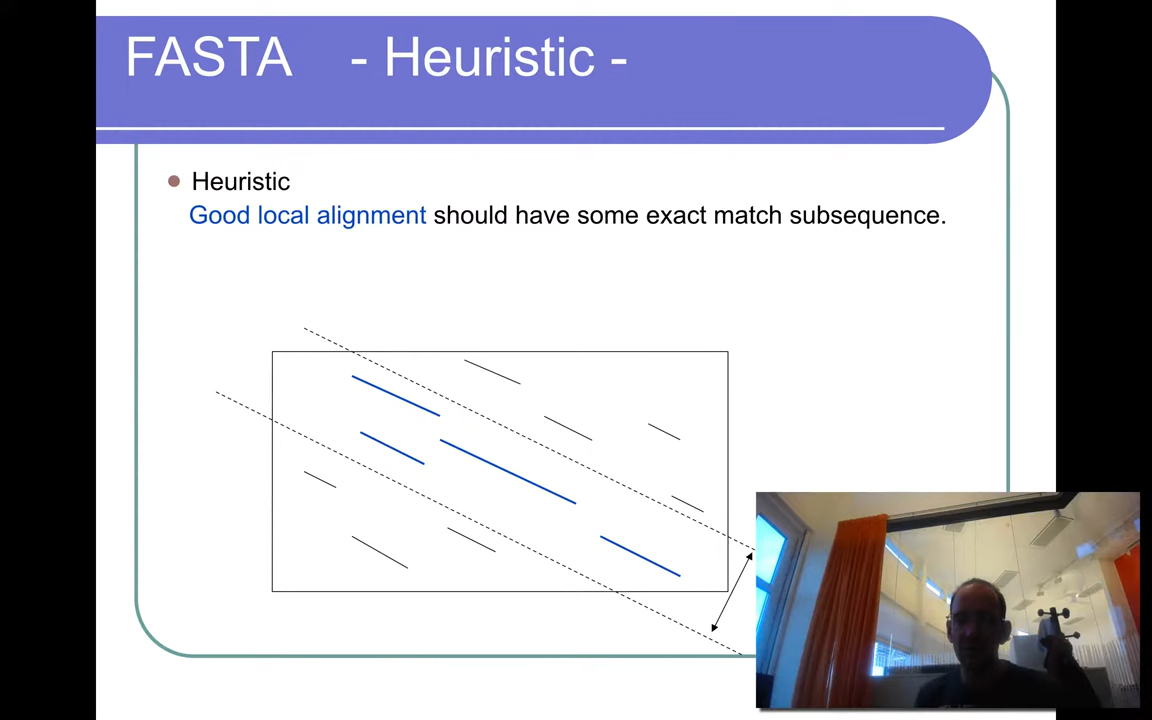 FASTA - Heuristic -
Heuristic
Good local alignment should have some exact match subsequence.